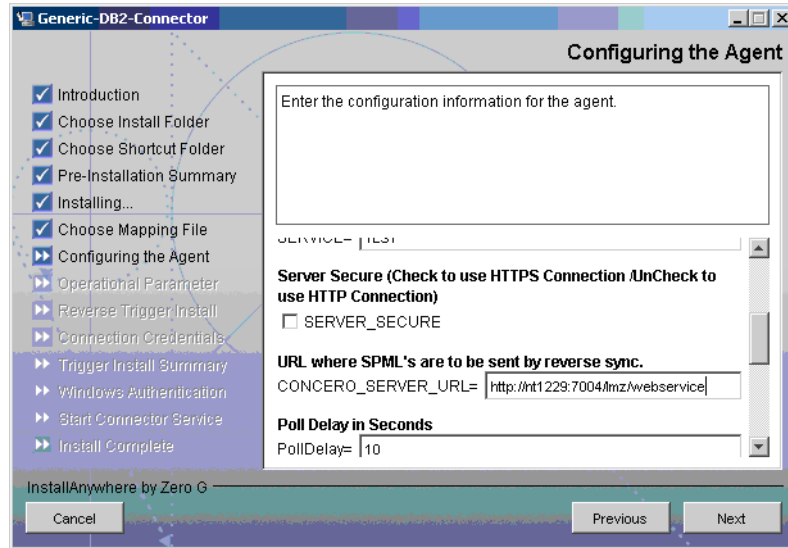 Generic-DB2-Connector
Configuring the Agent
Introduction
Choose Install Folder
Choose Shortcut Folder
Pre-Installation Summary
Installing...
Choose Mapping File
Configuring the Agent
Operational Parameter
Reverse Trigger Install
Connection Credentials
Trigger Install Summary
Windows Authentication
Start Connector Service
Install Complete
Enter the configuration information for the agent.
SERVICE= TEST
Server Secure (Check to use HTTPS Connection /UnCheck to
use HTTP Connection)
SERVER_SECURE
URL where SPML's are to be sent by reverse sync.
CONCERO_SERVER_URL= http://nt1229:7004/lmz/webservice
Poll Delay in Seconds
PollDelay= 10
InstallAnywhere by Zero G
Cancel
Previous
Next